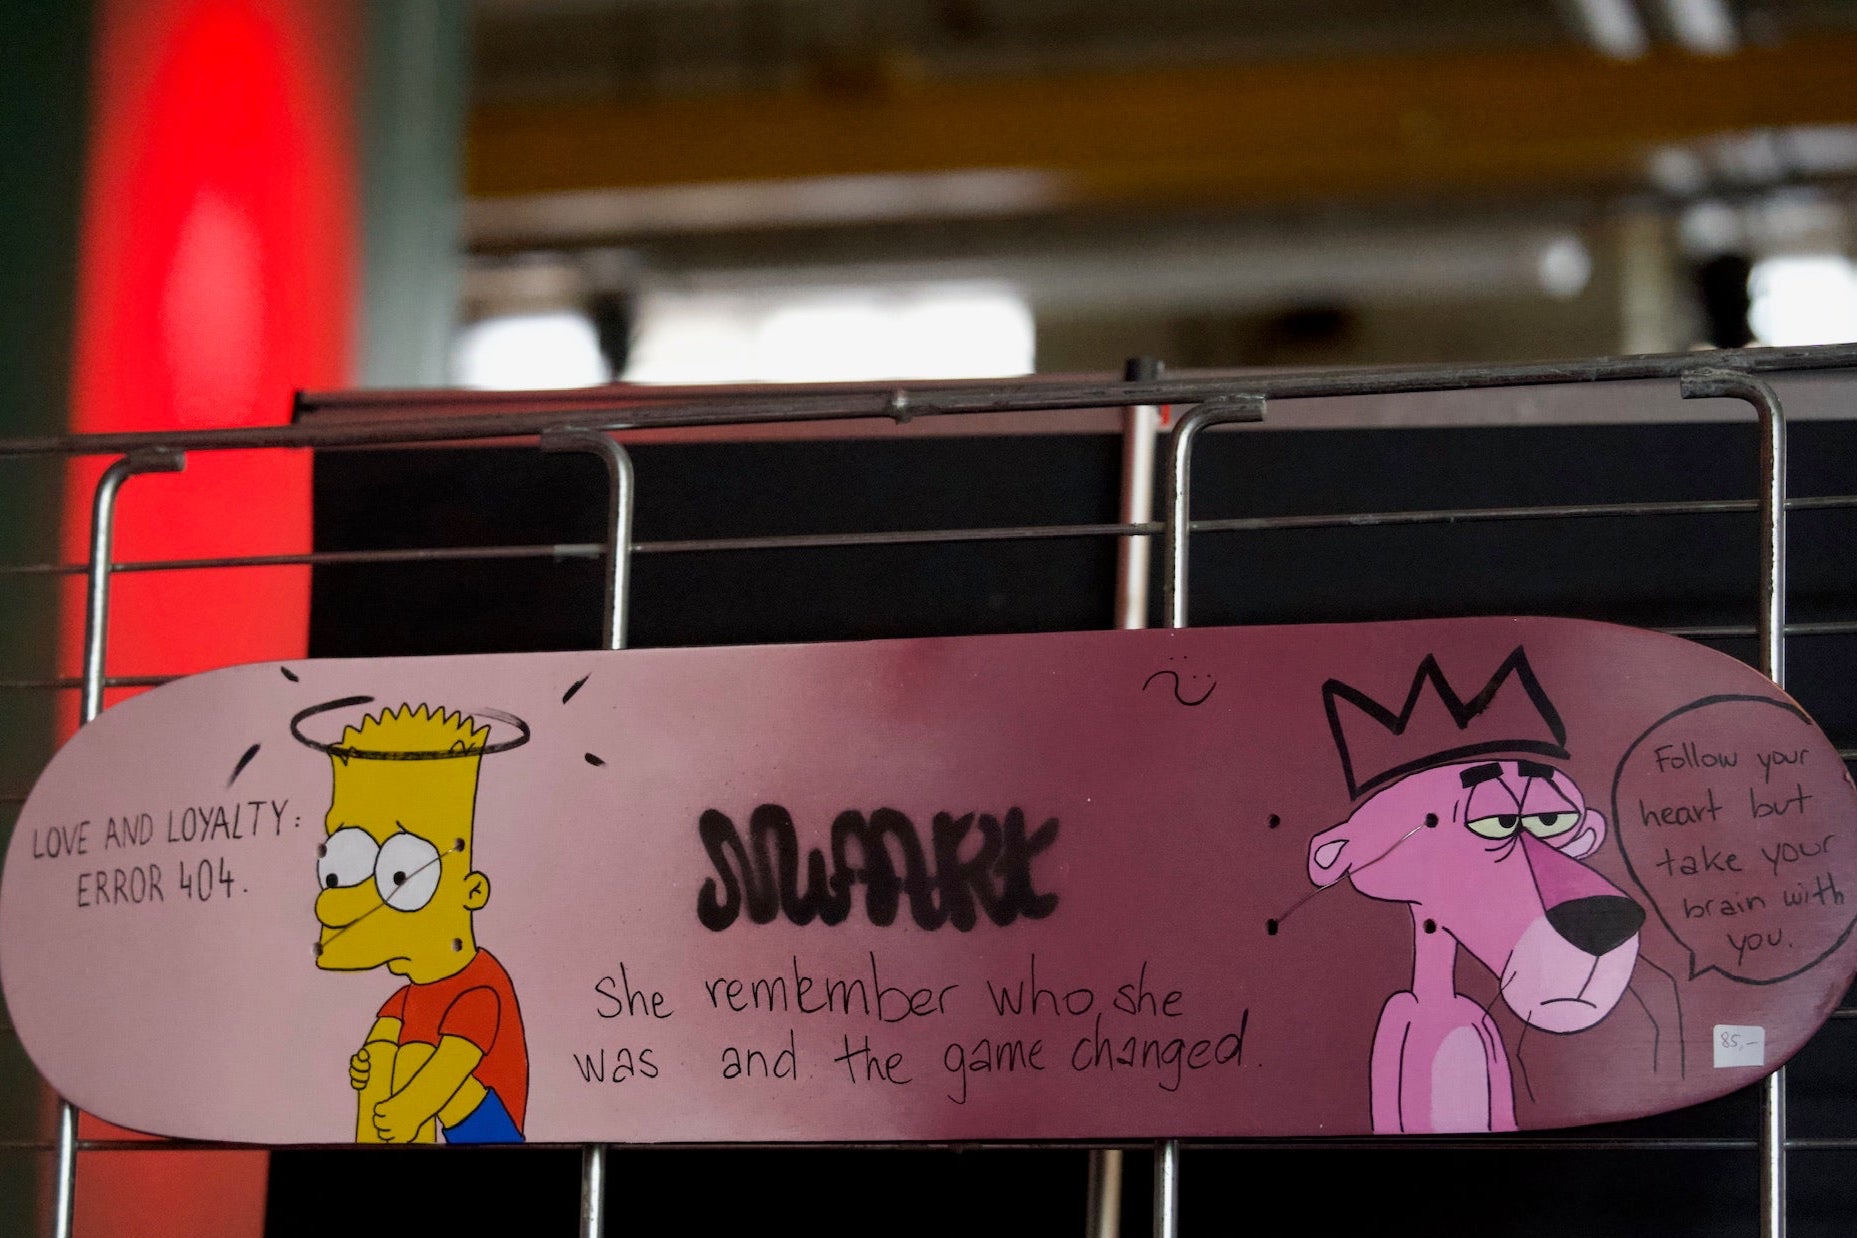 LOVE AND LOYALTY:
ERROR 404.
She remember who she
was and the game changed.
Follow your
heart but
take your
brain with
you.
85,-